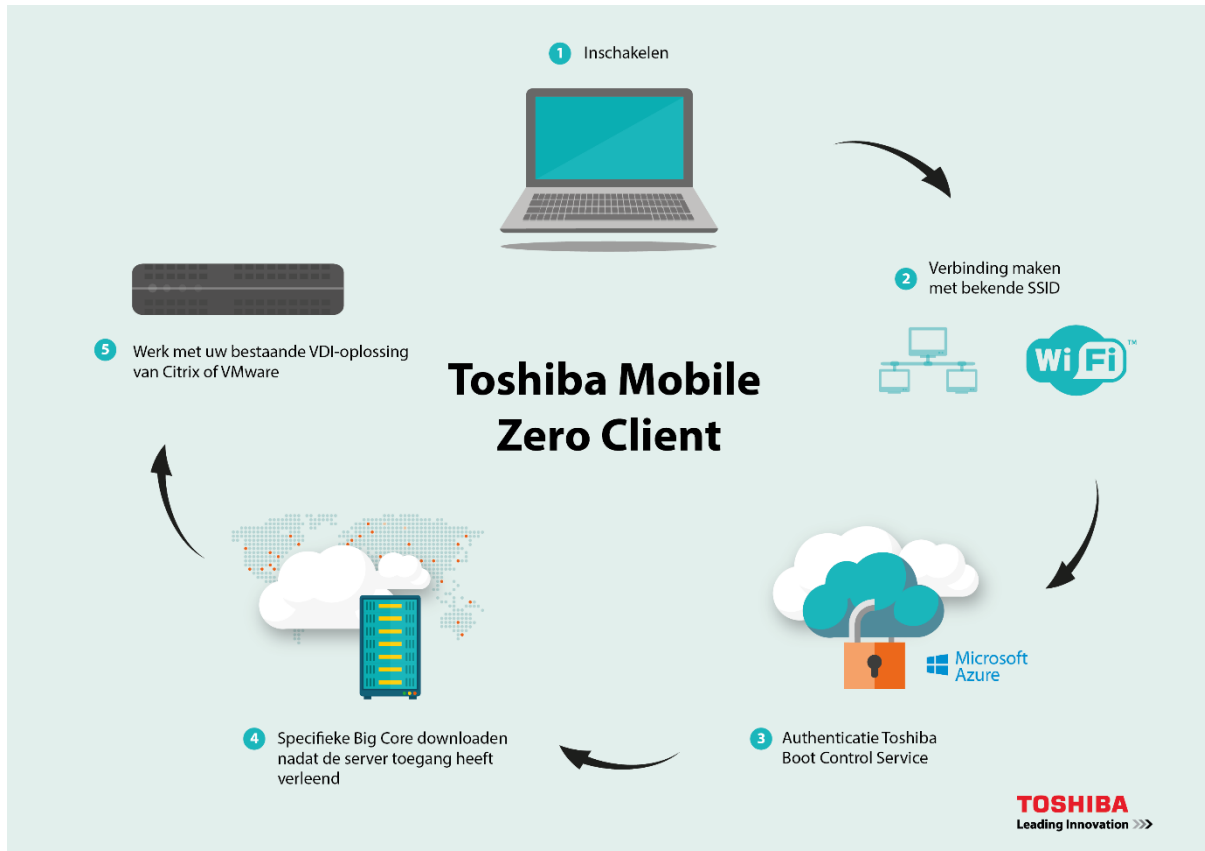 1 Inschakelen
2 Verbinding maken
met bekende SSID
Wi Fi ™
5 Werk met uw bestaande VDI-oplossing
van Citrix of VMware
Toshiba Mobile
Zero Client
Microsoft
Azure
4 Specifieke Big Core downloaden
nadat de server toegang heeft
verleend
3 Authenticatie Toshiba
Boot Control Service
TOSHIBA
Leading Innovation >>>